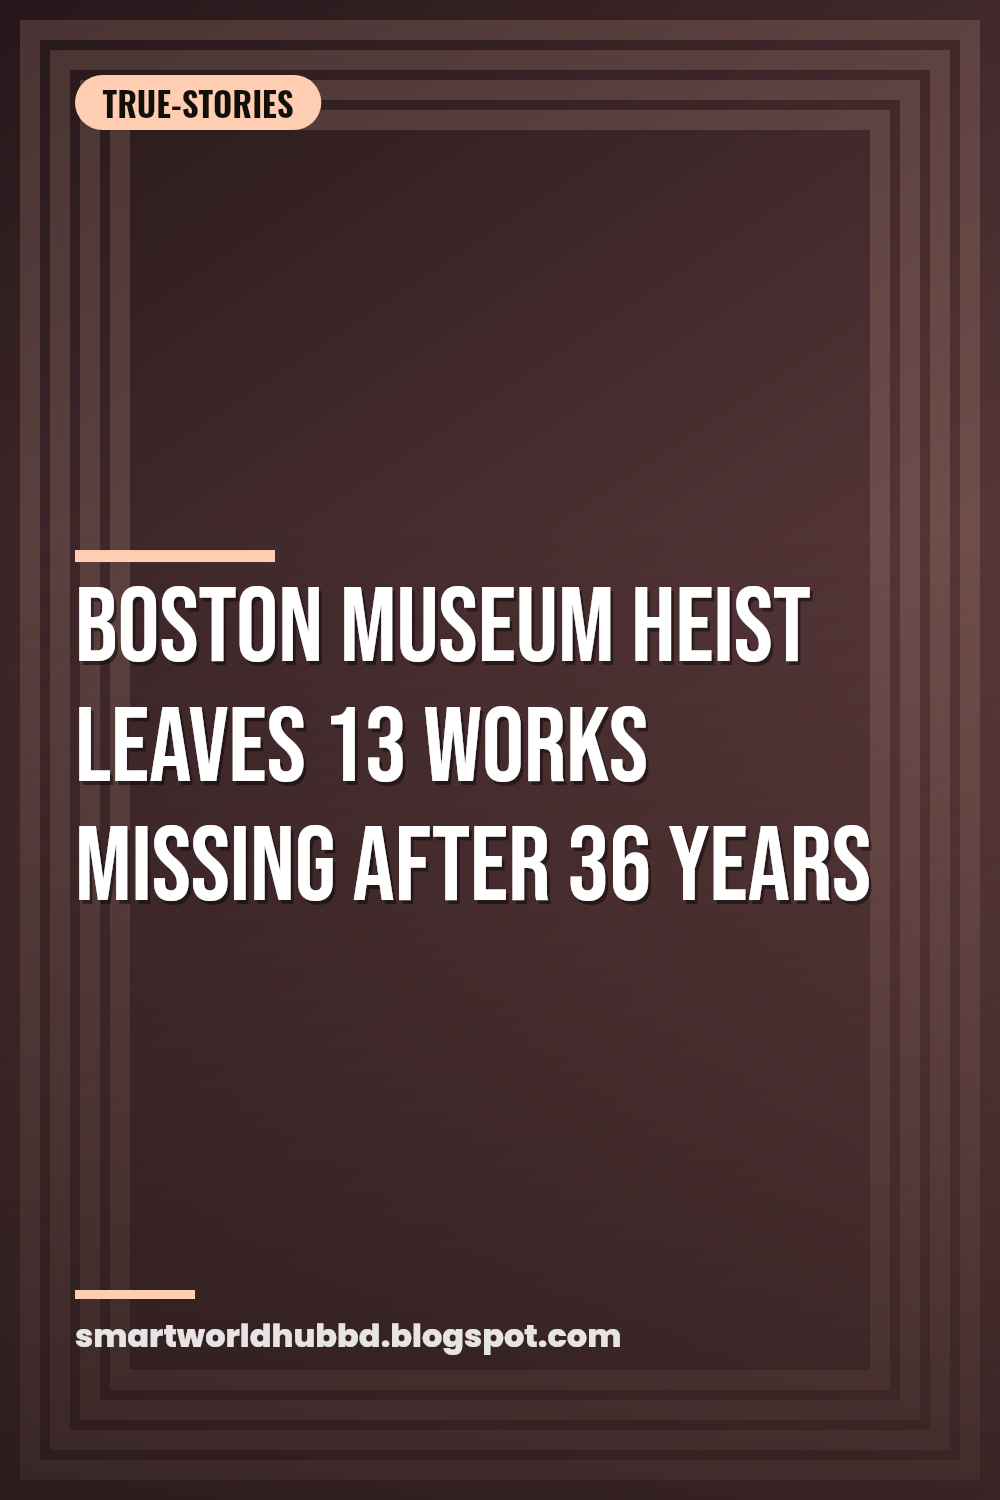 TRUE-STORIES
BOSTON MUSEUM HEIST
LEAVES 13 WORKS
MISSING AFTER 36 YEARS
smartworldhubbd.blogspot.com